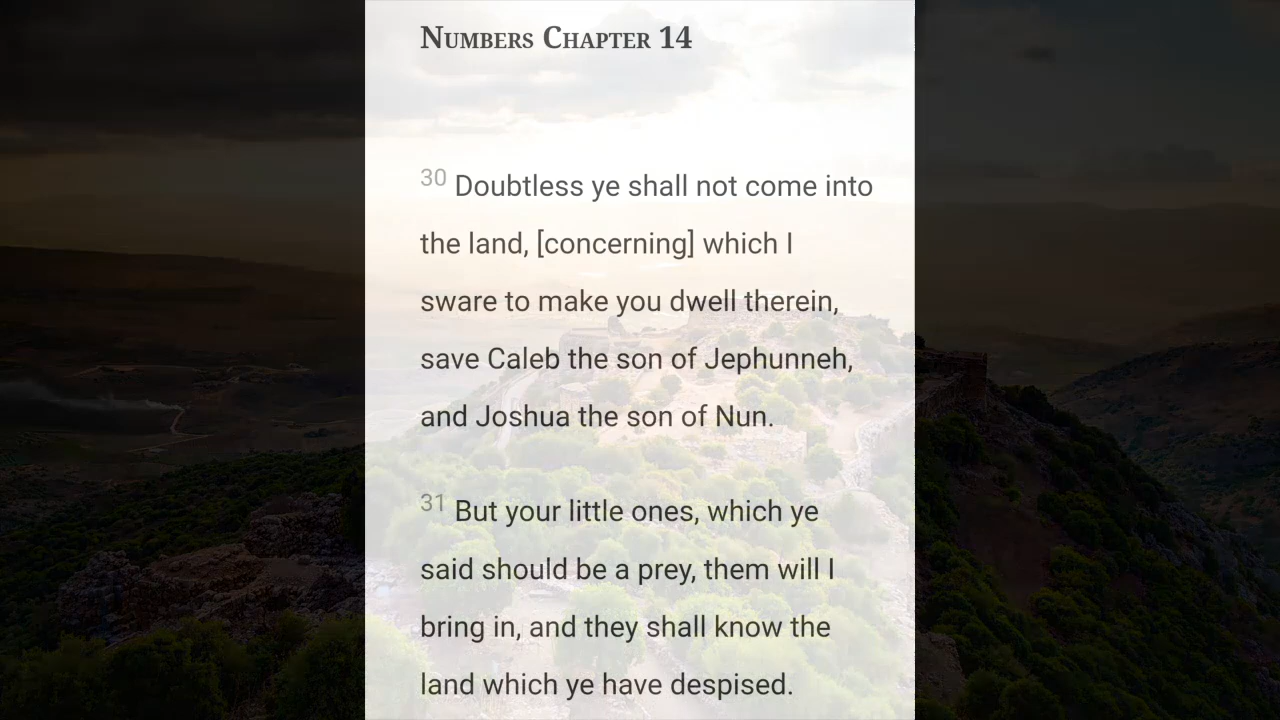 Numbers Chapter 14
30 Doubtless ye shall not come into
the land, [concerning] which I
sware to make you dwell therein,
save Caleb the son of Jephunneh,
and Joshua the son of Nun.
31 But your little ones, which ye
said should be a prey, them will I
bring in, and they shall know the
land which ye have despised.